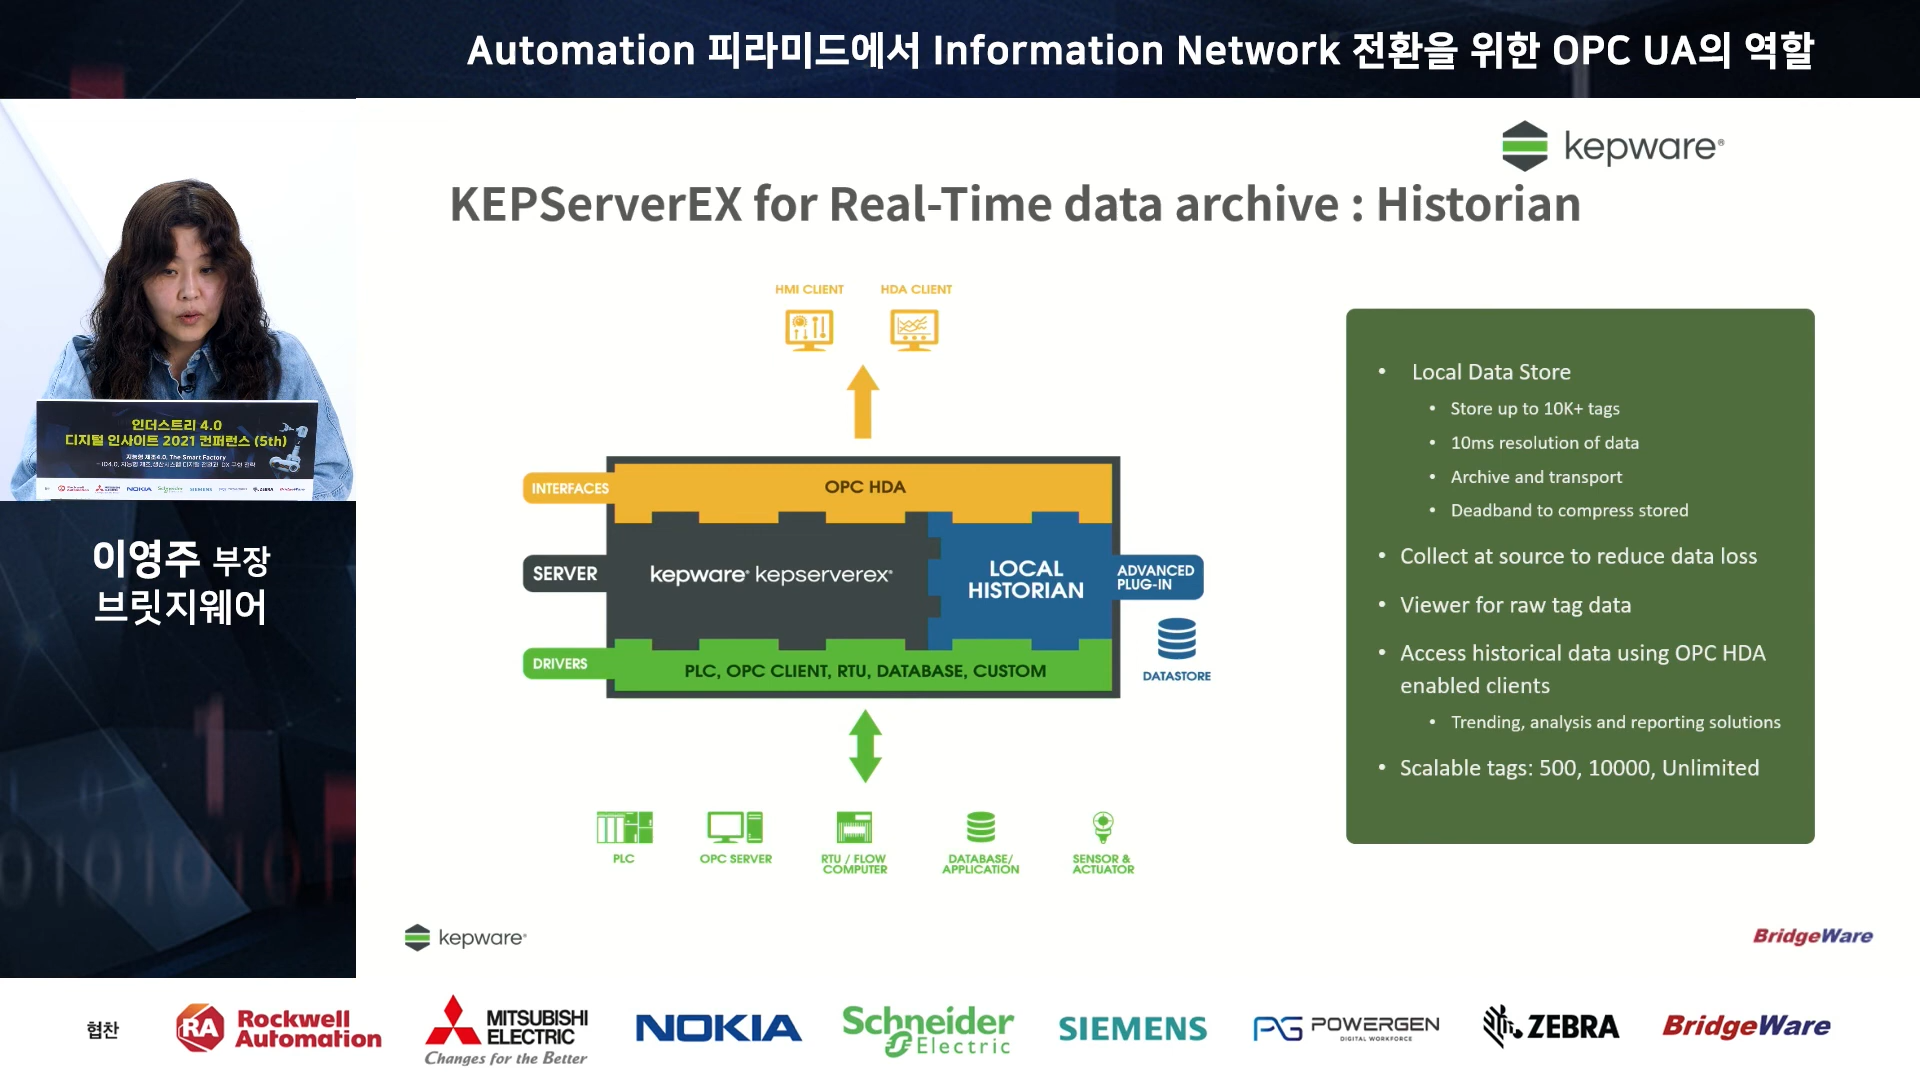 Automation 피라미드에서 Information Network 전환을 위한 OPC UA의 역할
kepware®
KEPServerEX for Real-Time data archive : Historian
HMI CLIENT
HDA CLIENT
INTERFACES
OPC HDA
SERVER
kepware® kepserverex®
LOCAL
HISTORIAN
ADVANCED
PLUG-IN
DATASTORE
DRIVERS
PLC, OPC CLIENT, RTU, DATABASE, CUSTOM
PLC
OPC SERVER
RTU / FLOW
COMPUTER
DATABASE/
APPLICATION
SENSOR &
ACTUATOR
• Local Data Store
• Store up to 10K+ tags
• 10ms resolution of data
• Archive and transport
• Deadband to compress stored
• Collect at source to reduce data loss
• Viewer for raw tag data
• Access historical data using OPC HDA
enabled clients
• Trending, analysis and reporting solutions
• Scalable tags: 500, 10000, Unlimited
kepware®
BridgeWare
인더스트리 4.0
디지털 인사이트 2021 컨퍼런스 (5th)
지능형 제조4.0, The Smart Factory
NOKIA
Schneider
SIEMENS
ZEBRA
BridgeWare
이영주 부장
브릿지웨어
협찬
RA
Rockwell
Automation
MITSUBISHI
ELECTRIC
Changes for the Better
NOKIA
Schneider
Electric
SIEMENS
PG POWERGEN
DIGITAL WORKFORCE
ZEBRA
BridgeWare